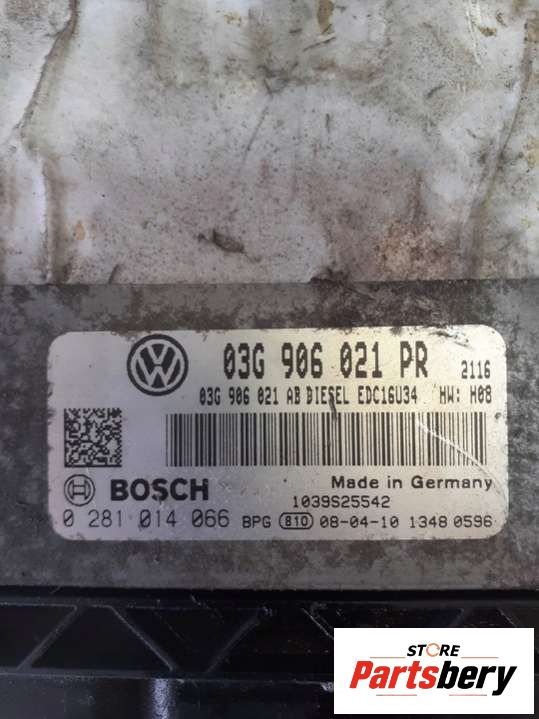 03G 906 021 PR 2116
03G 906 021 AB DIESEL EDC16U34 HW: H08
Made in Germany
BOSCH
1039S25542
0 281 014 066 BPG 810 08-04-10 1348 0596
STORE
Partsbery